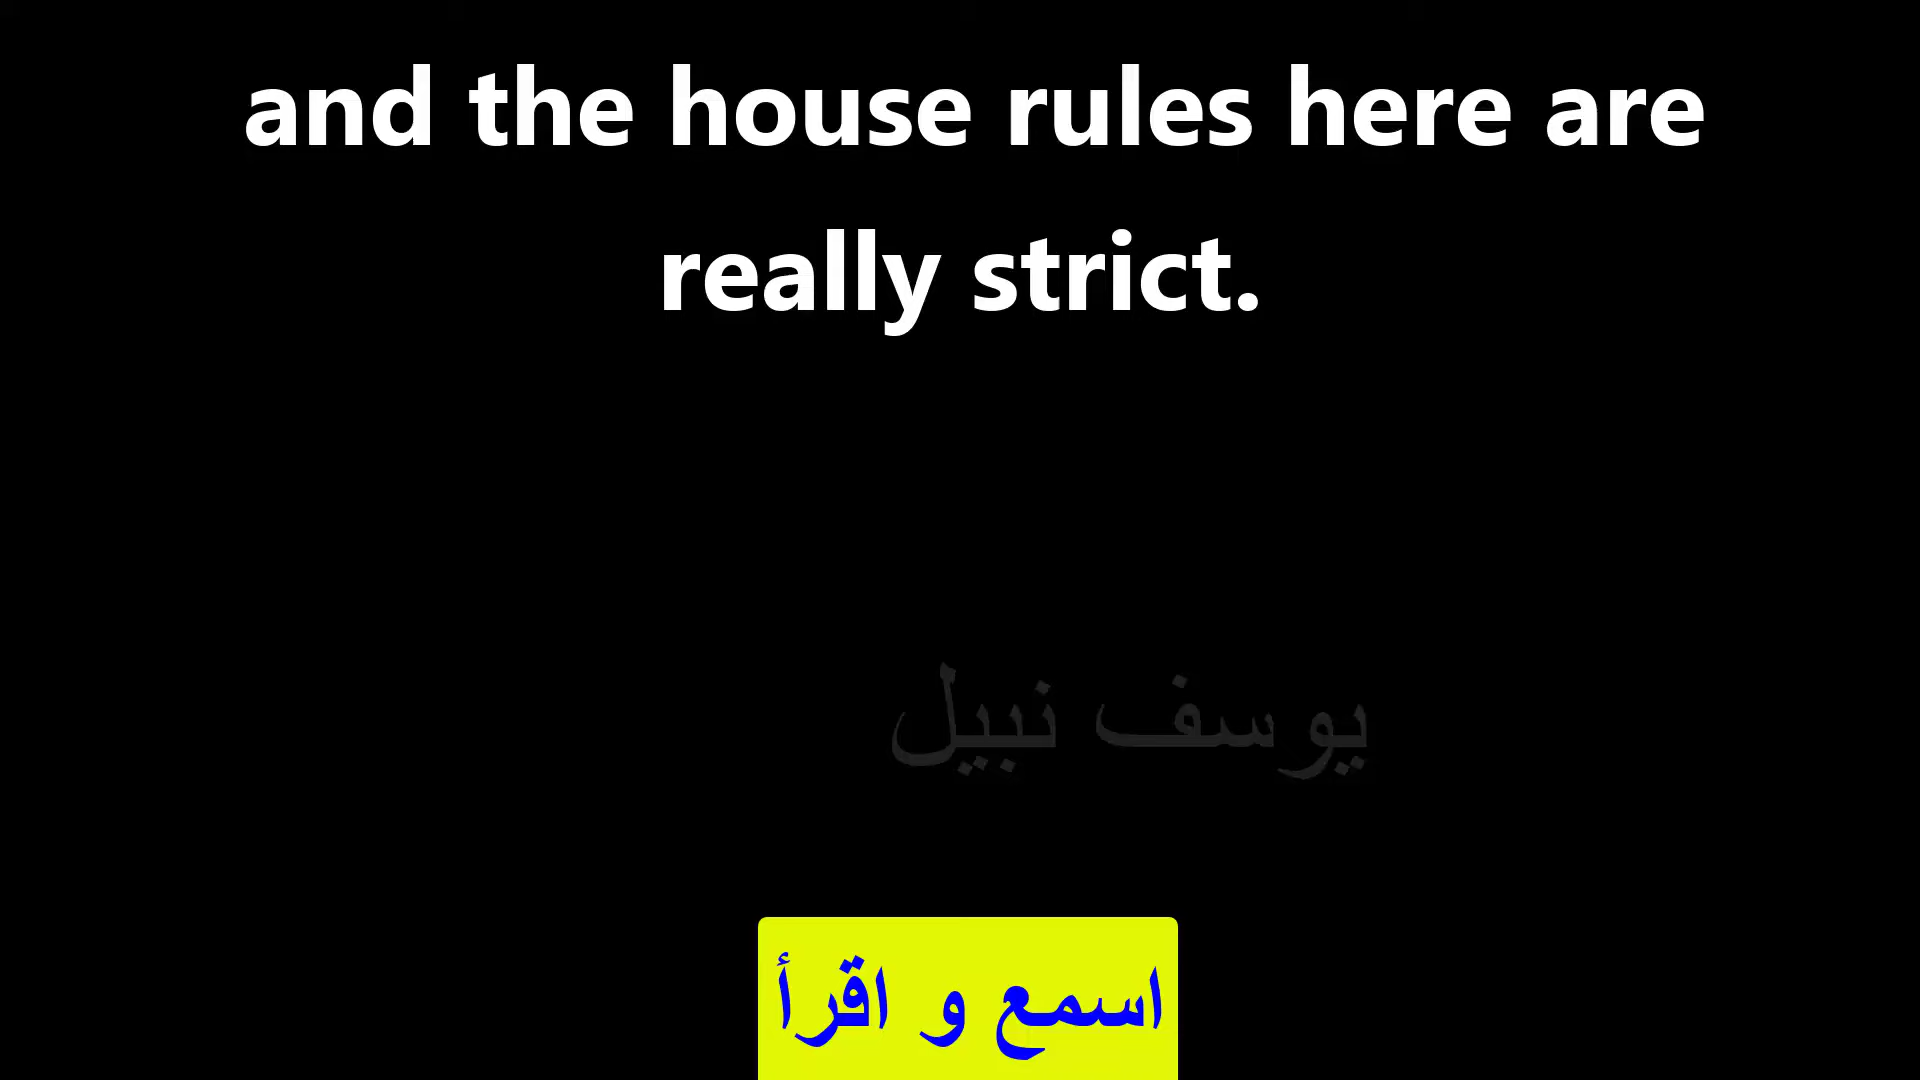 and the house rules here are
really strict.
يوسف نبيل
اسمع و اقرأ